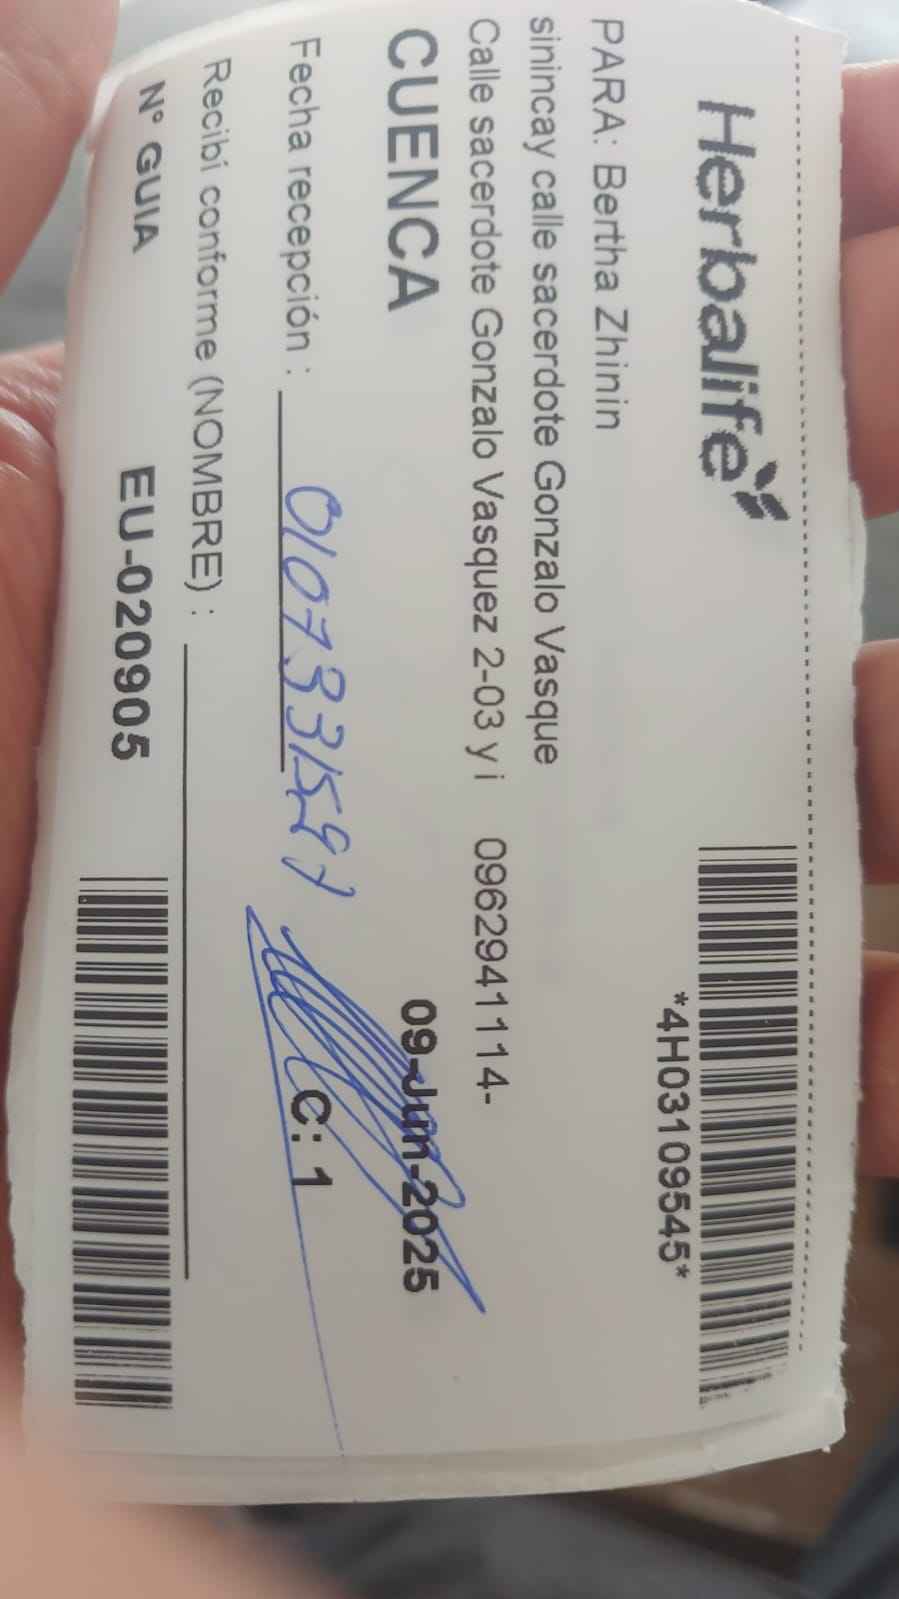 Herbalife
*4H03109545*
PARA: Bertha Zhinin
sinincay calle sacerdote Gonzalo Vasque
Calle sacerdote Gonzalo Vasquez 2-03 y i 0962941114-
CUENCA 09-Jun-2025
Fecha recepción : 0107331597 C: 1
Recibí conforme (NOMBRE) :
N° GUIA EU-020905